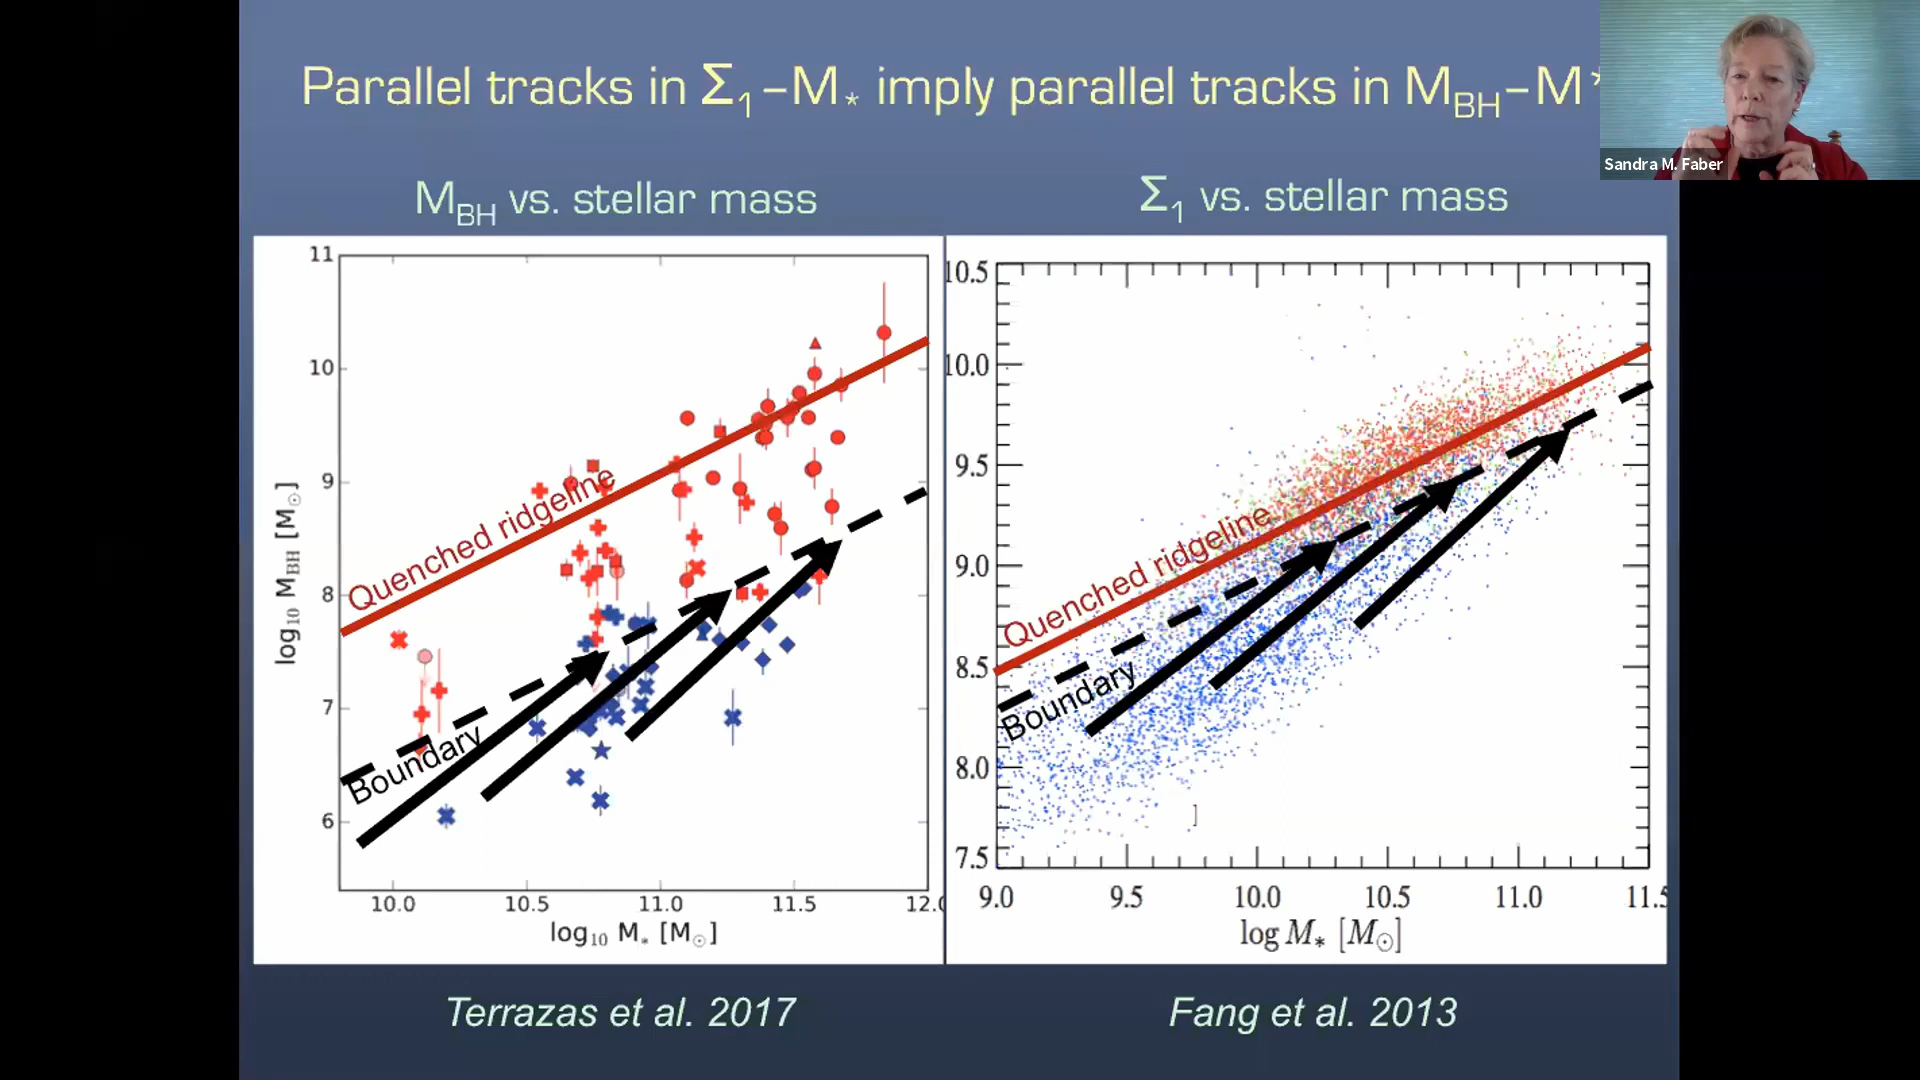 Parallel tracks in Σ1–M* imply parallel tracks in MBH–M*
Sandra M. Faber
MBH vs. stellar mass
Σ1 vs. stellar mass
11
10
9
8
7
6
log10 MBH [M⊙]
Quenched ridgeline
Boundary
10.0 10.5 11.0 11.5 12.0
log10 M* [M⊙]
10.5
10.0
9.5
9.0
8.5
8.0
7.5
Quenched ridgeline
Boundary
]
9.0 9.5 10.0 10.5 11.0 11.5
log M* [M⊙]
Terrazas et al. 2017
Fang et al. 2013